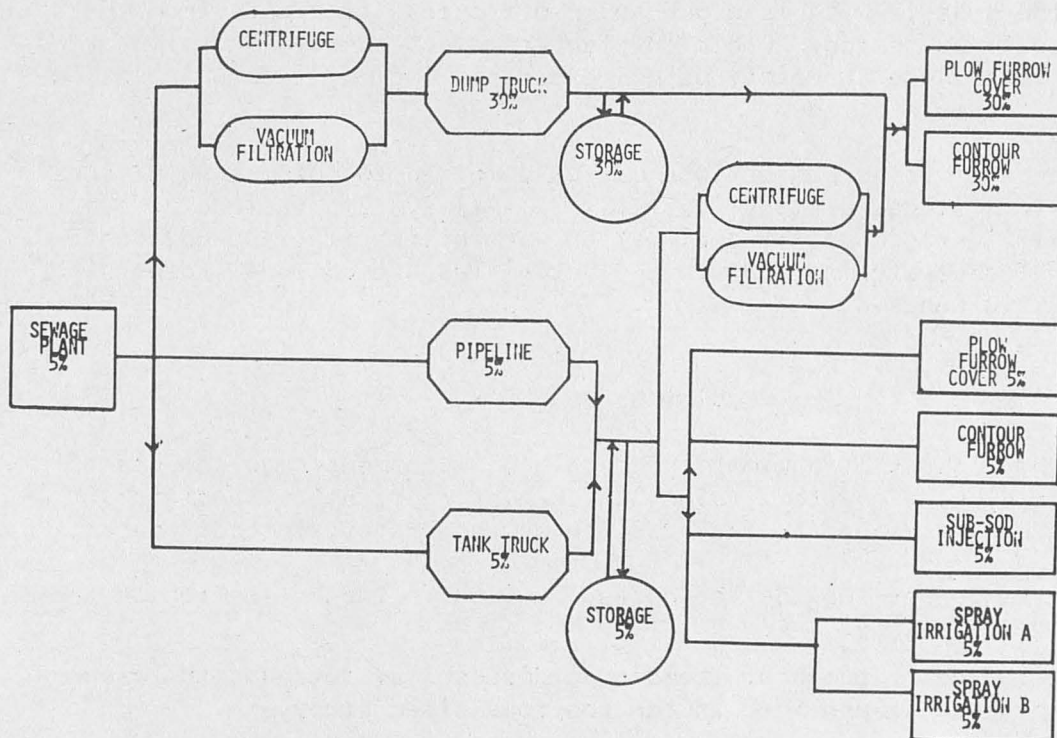 CENTRIFUGE
VACUUM
FILTRATION
DUMP TRUCK
30%
STORAGE
30%
PLOW FURROW
COVER
30%
CONTOUR
FURROW
30%
CENTRIFUGE
VACUUM
FILTRATION
SEWAGE
PLANT
5%
PIPELINE
5%
TANK TRUCK
5%
STORAGE
5%
PLOW
FURROW
COVER 5%
CONTOUR
FURROW
5%
SUB-SOD
INJECTION
5%
SPRAY
IRRIGATION A
5%
SPRAY
IRRIGATION B
5%